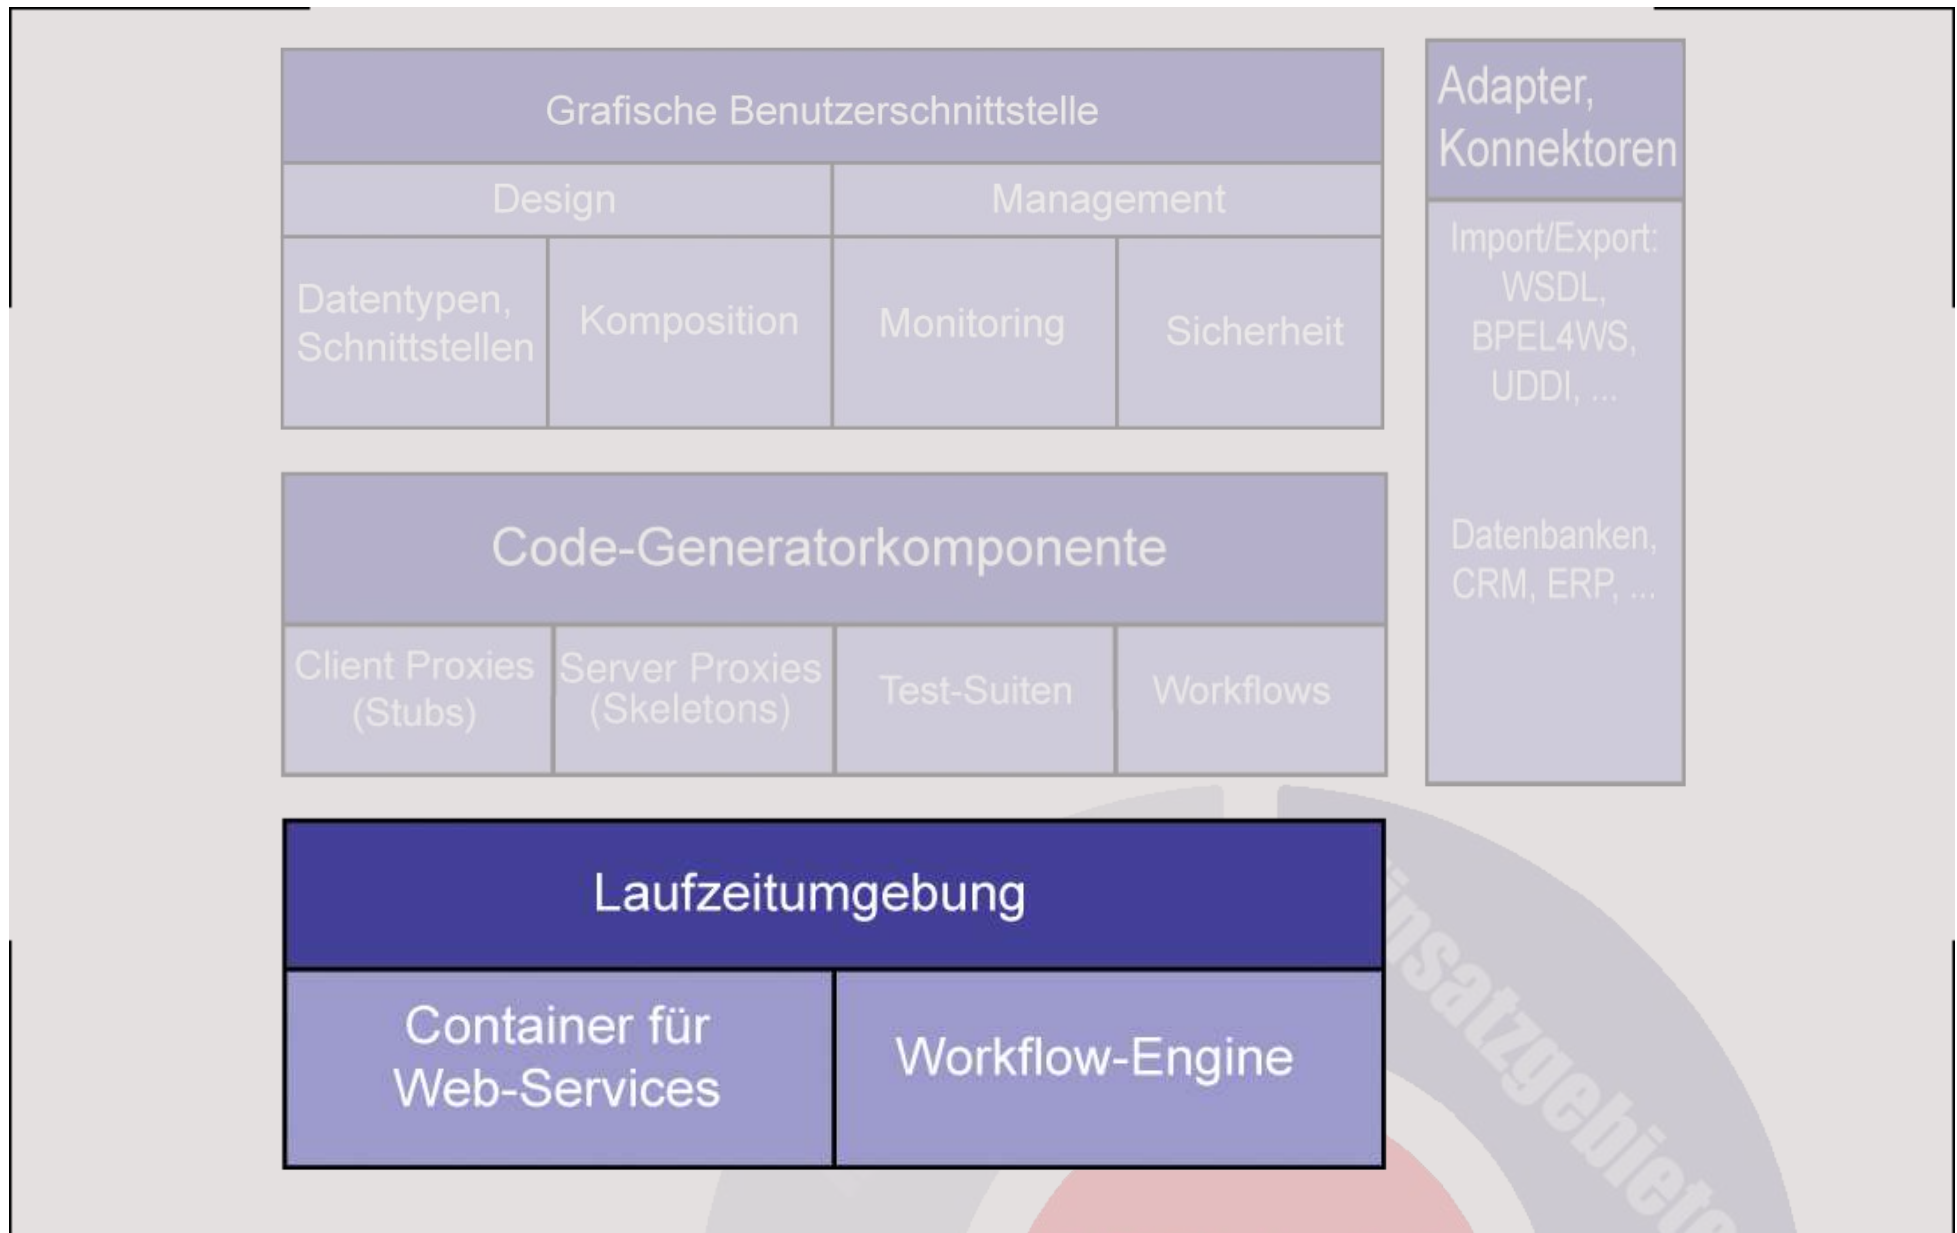 Grafische Benutzerschnittstelle
Design
Management
Datentypen,
Schnittstellen
Komposition
Monitoring
Sicherheit
Adapter,
Konnektoren
Import/Export:
WSDL,
BPEL4WS,
UDDI, ...
Datenbanken,
CRM, ERP, ...
Code-Generatorkomponente
Client Proxies
(Stubs)
Server Proxies
(Skeletons)
Test-Suiten
Workflows
Laufzeitumgebung
Container für
Web-Services
Workflow-Engine